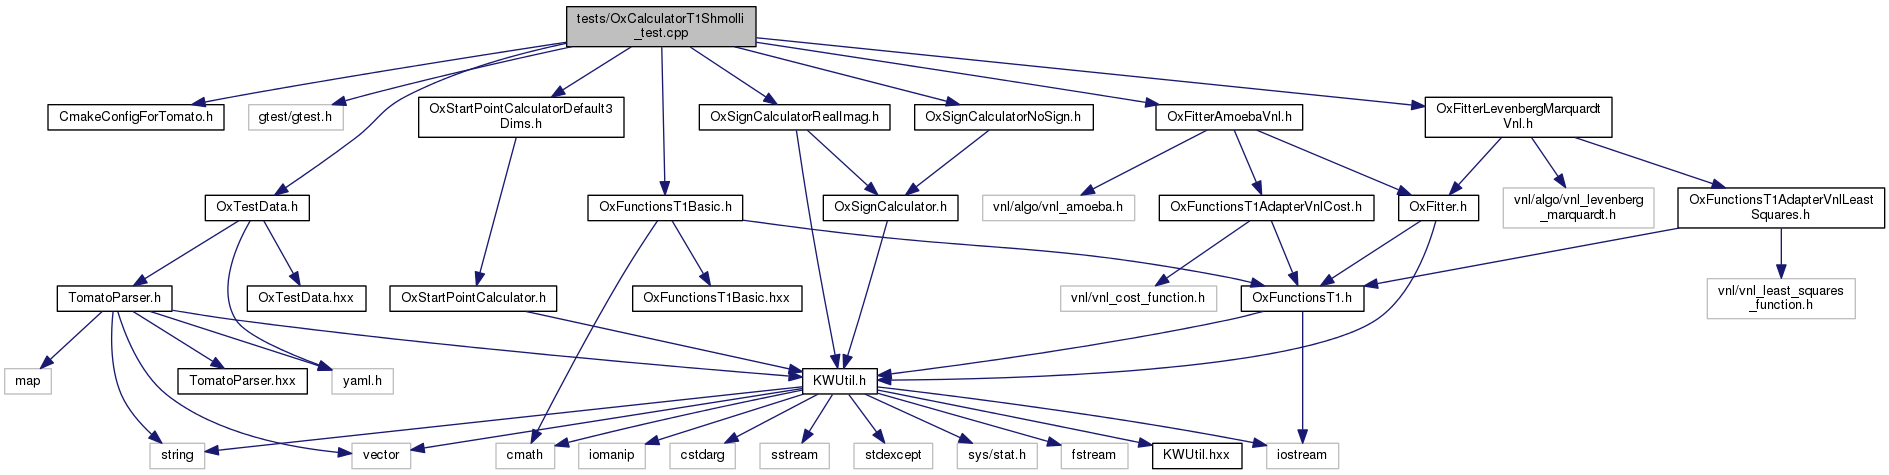 tests/OxCalculatorT1Shmolli
_test.cpp
CmakeConfigForTomato.h
gtest/gtest.h
OxStartPointCalculatorDefault3
Dims.h
OxSignCalculatorRealImag.h
OxSignCalculatorNoSign.h
OxFitterAmoebaVnl.h
OxFitterLevenbergMarquardt
Vnl.h
OxTestData.h
OxFunctionsT1Basic.h
OxSignCalculator.h
vnl/algo/vnl_amoeba.h
OxFunctionsT1AdapterVnlCost.h
OxFitter.h
vnl/algo/vnl_levenberg
_marquardt.h
OxFunctionsT1AdapterVnlLeast
Squares.h
TomatoParser.h
OxTestData.hxx
OxStartPointCalculator.h
OxFunctionsT1Basic.hxx
vnl/vnl_cost_function.h
OxFunctionsT1.h
vnl/vnl_least_squares
_function.h
map
TomatoParser.hxx
yaml.h
KWUtil.h
string
vector
cmath
iomanip
cstdarg
sstream
stdexcept
sys/stat.h
fstream
KWUtil.hxx
iostream